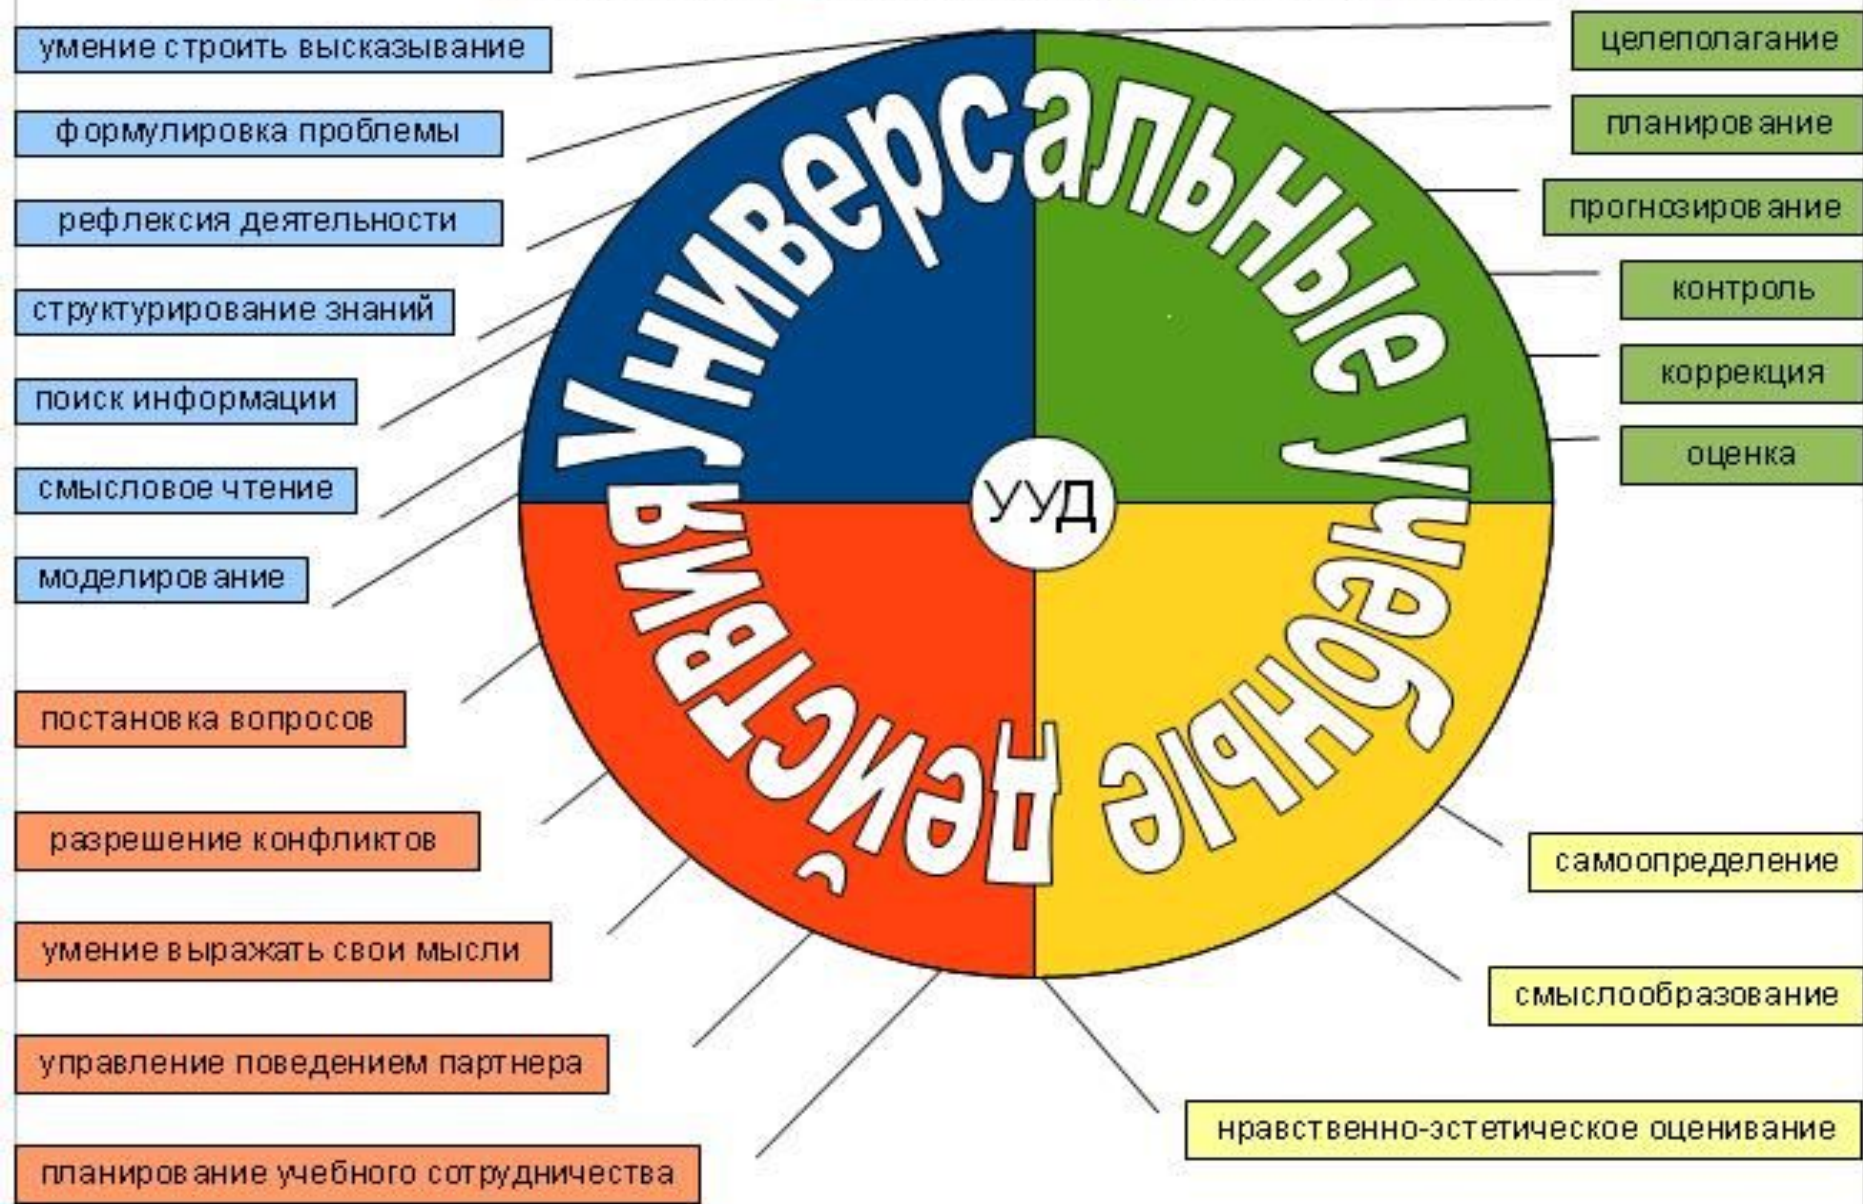 умение строить высказывание
формулировка проблемы
рефлексия деятельности
структурирование знаний
поиск информации
смысловое чтение
моделирование
постановка вопросов
разрешение конфликтов
умение выражать свои мысли
управление поведением партнера
планирование учебного сотрудничества
Универсальные учебные действия
УУД
целеполагание
планирование
прогнозирование
контроль
коррекция
оценка
самоопределение
смыслообразование
нравственно-эстетическое оценивание